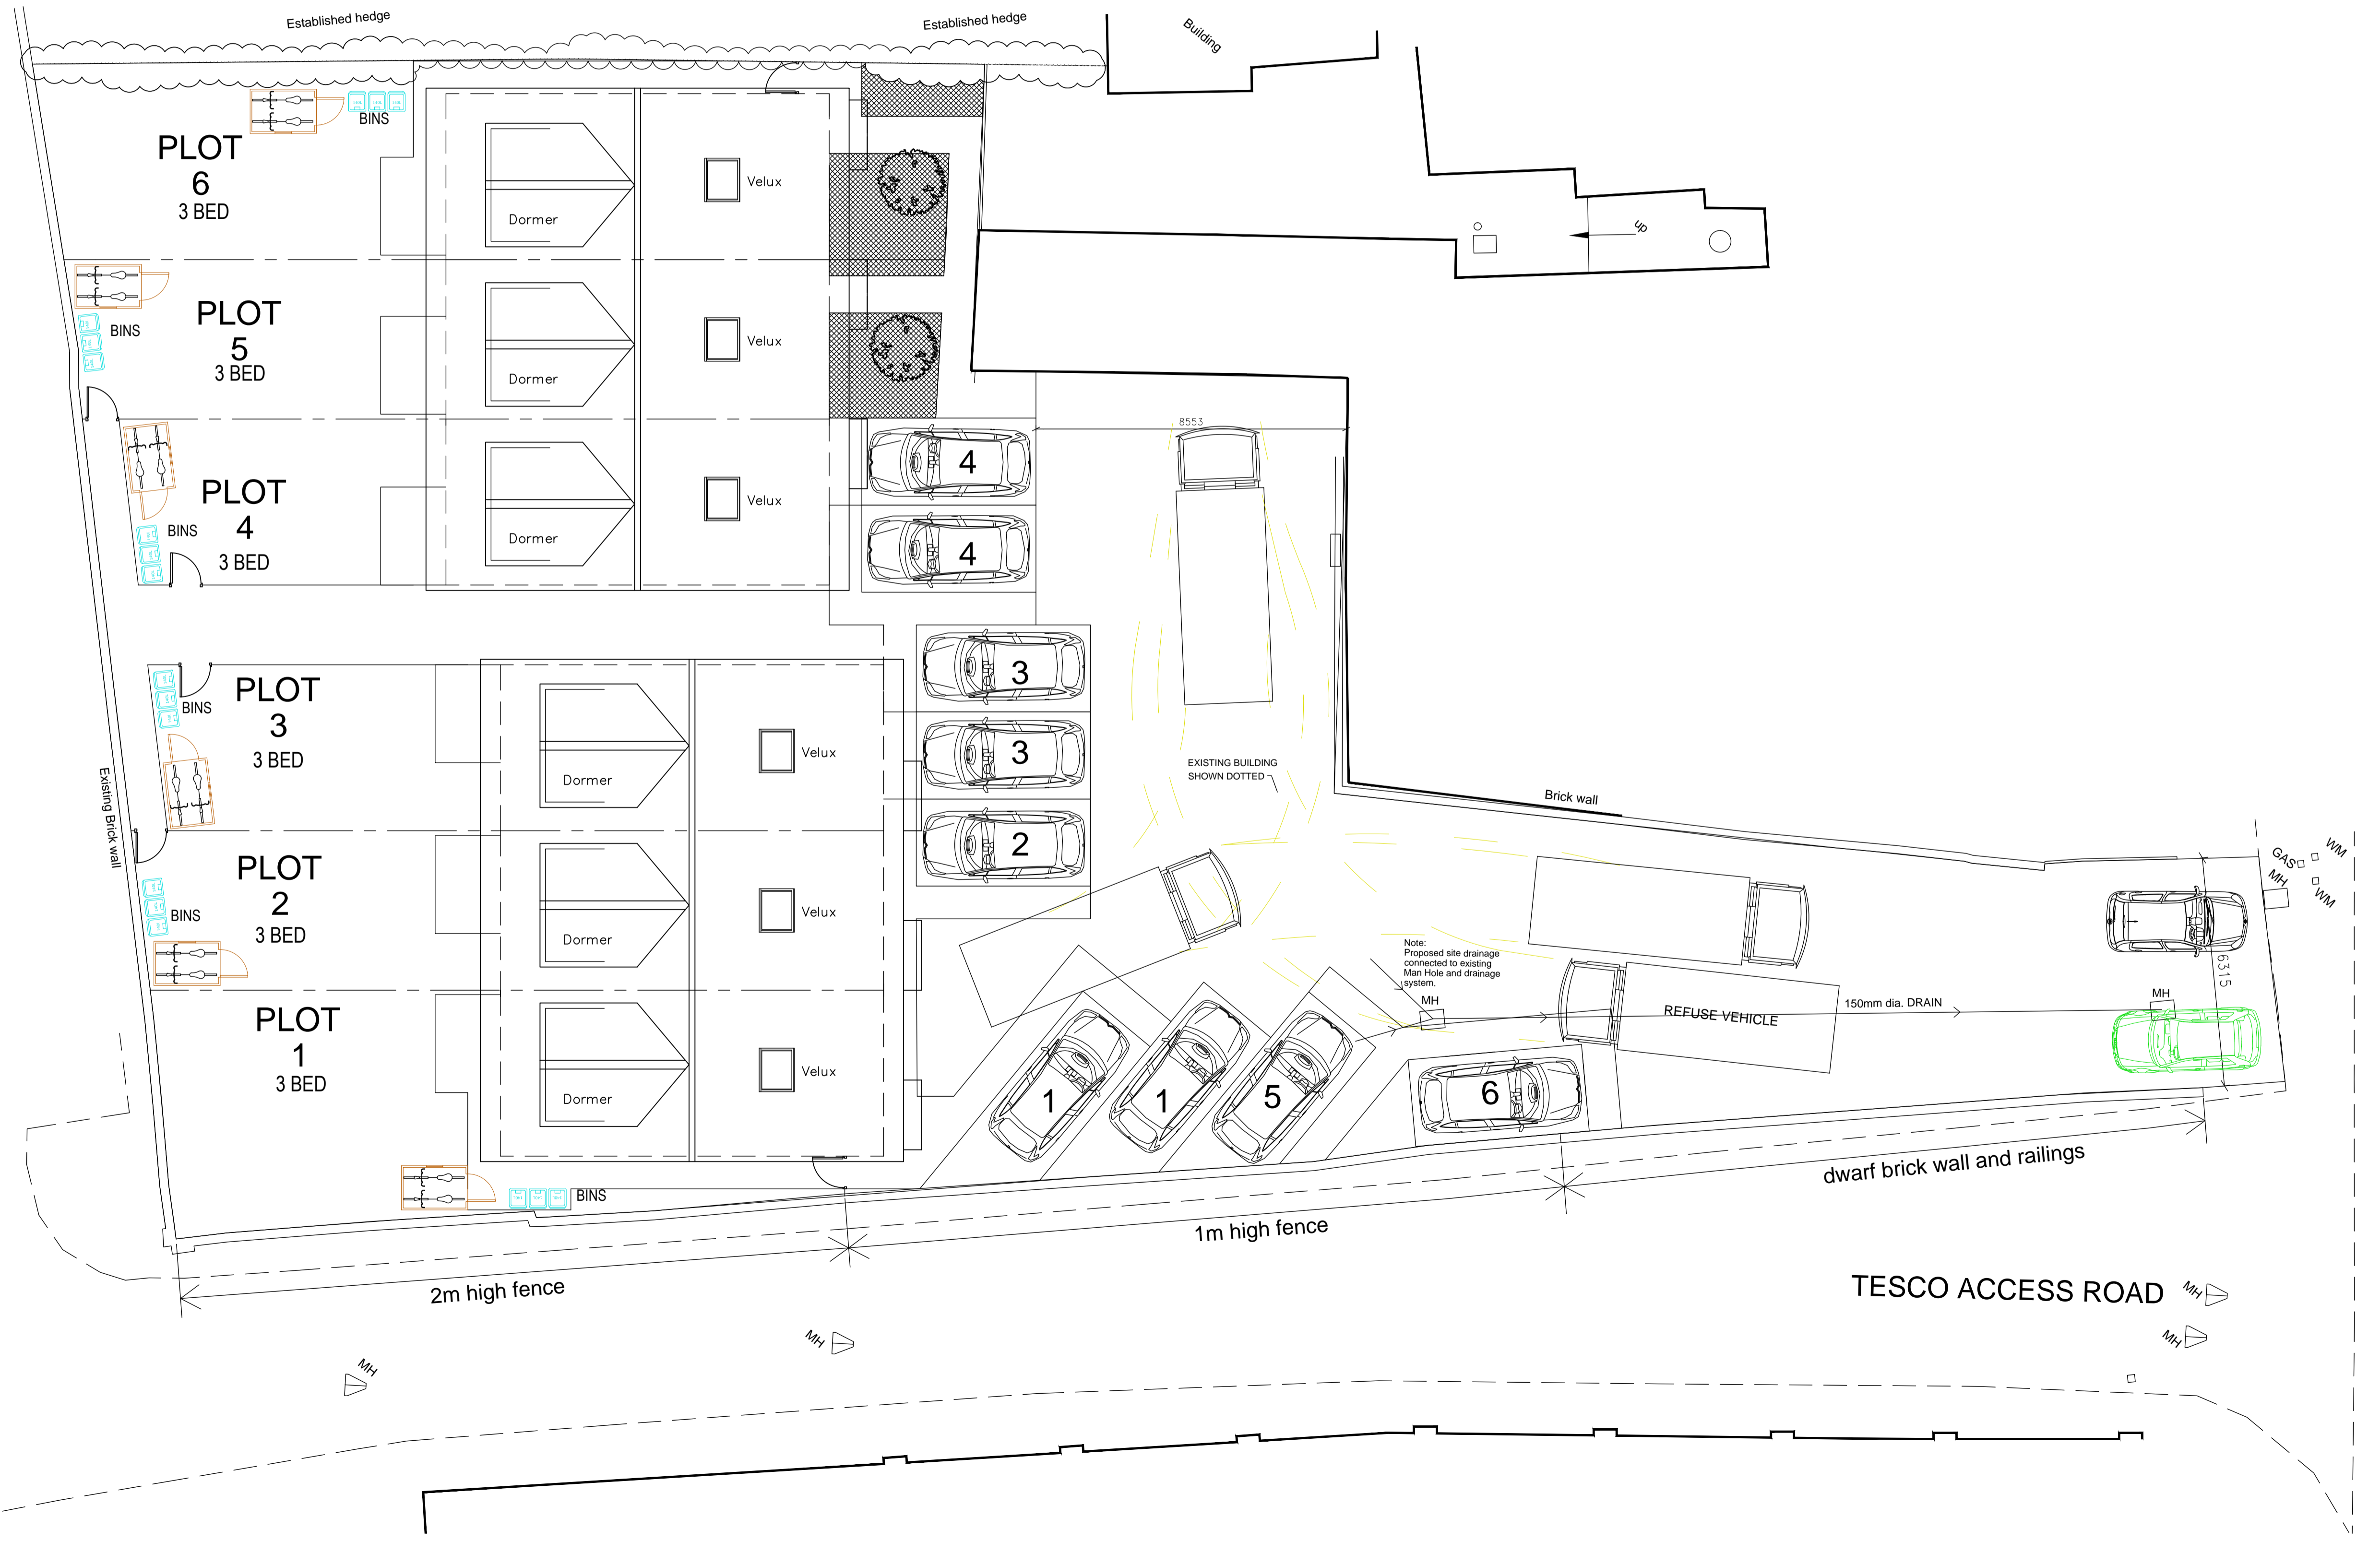 Established hedge
Established hedge
Building
BINS
PLOT
6
3 BED
Velux
Dormer
up
BINS
PLOT
5
3 BED
Velux
Dormer
8553
4
PLOT
4
3 BED
BINS
Velux
Dormer
4
PLOT
3
3 BED
BINS
3
Velux
Dormer
3
EXISTING BUILDING
SHOWN DOTTED
Existing Brick wall
Brick wall
2
PLOT
2
3 BED
BINS
Velux
Dormer
GAS
WM
MH
WM
6315
Note:
Proposed site drainage
connected to existing
Man Hole and drainage
system.
MH
MH
150mm dia. DRAIN
REFUSE VEHICLE
PLOT
1
3 BED
Velux
Dormer
1
1
5
6
BINS
dwarf brick wall and railings
1m high fence
2m high fence
TESCO ACCESS ROAD
MH
MH
MH
MH